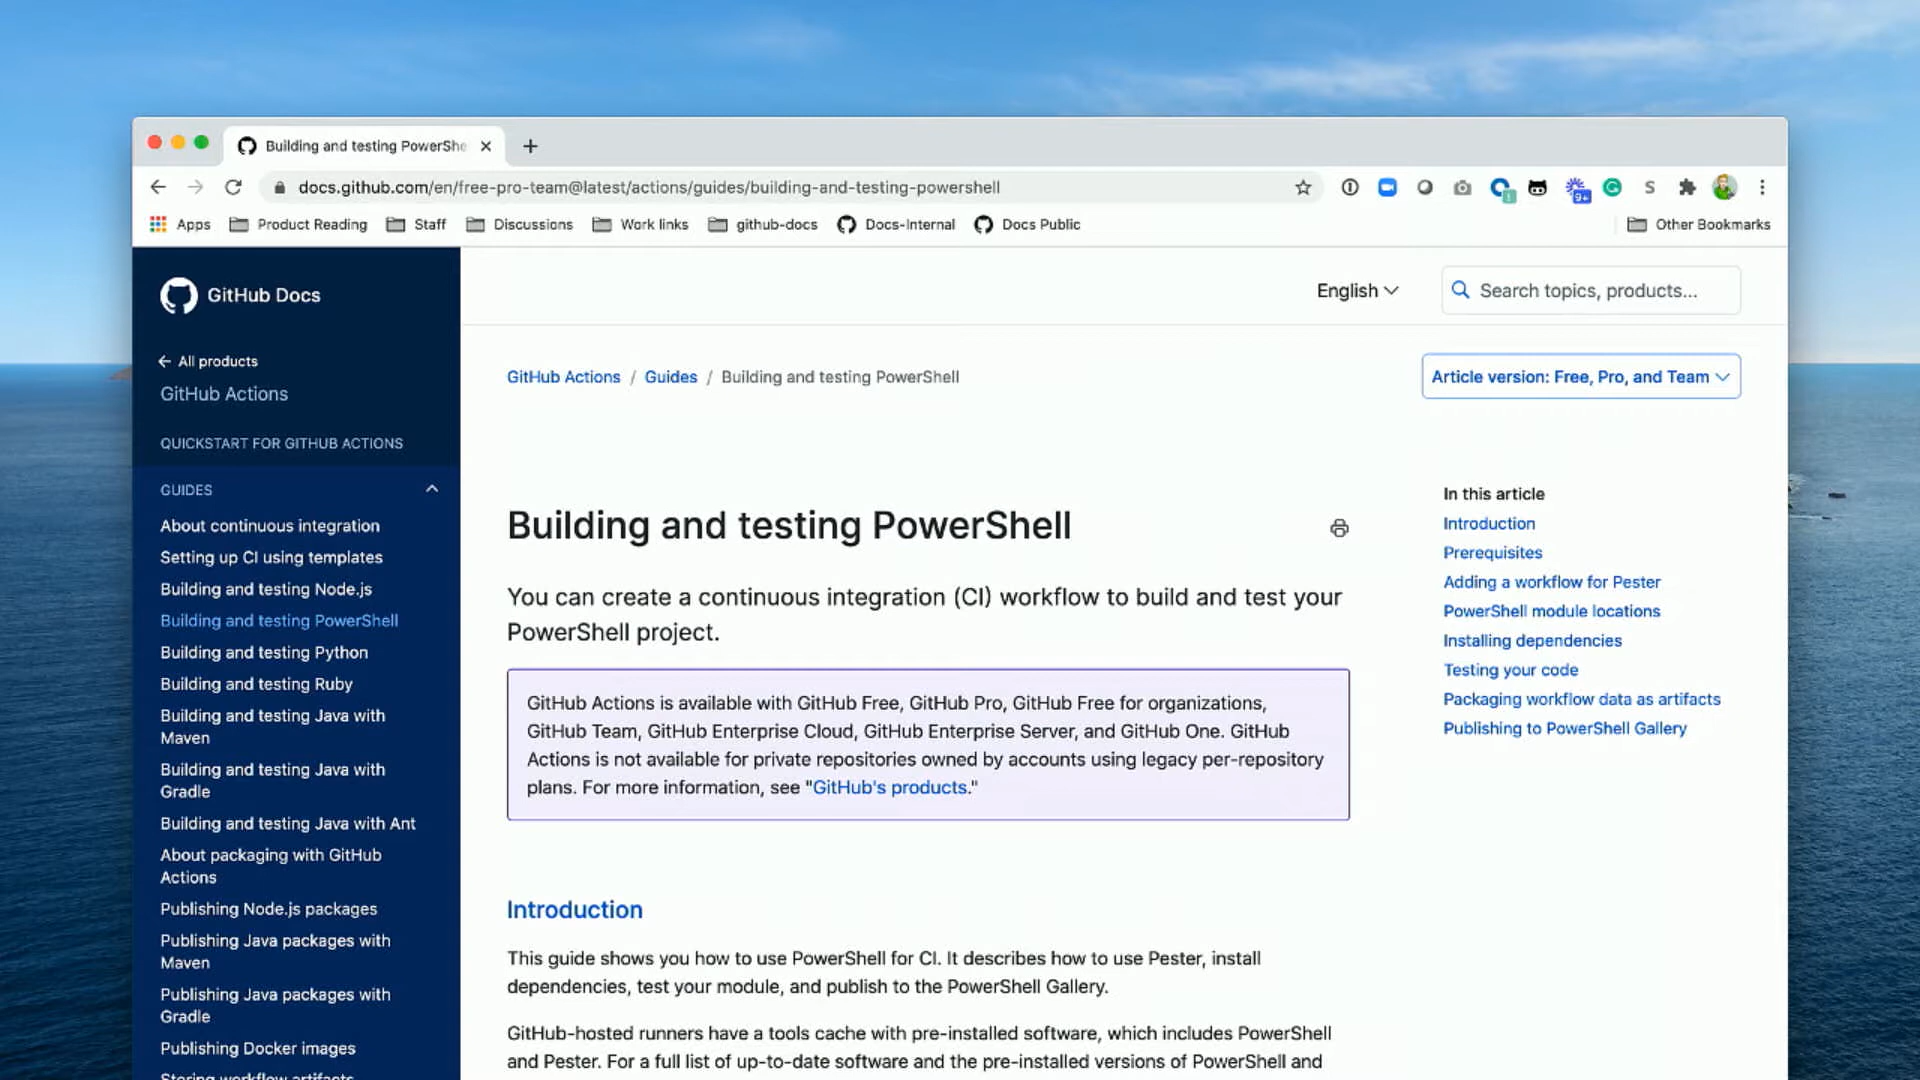 Building and testing PowerShe
docs.github.com/en/free-pro-team@latest/actions/guides/building-and-testing-powershell
9+
S
Apps
Product Reading
Staff
Discussions
Work links
github-docs
Docs-Internal
Docs Public
Other Bookmarks
GitHub Docs
English
Search topics, products...
All products
GitHub Actions
QUICKSTART FOR GITHUB ACTIONS
GUIDES
About continuous integration
Setting up CI using templates
Building and testing Node.js
Building and testing PowerShell
Building and testing Python
Building and testing Ruby
Building and testing Java with
Maven
Building and testing Java with
Gradle
Building and testing Java with Ant
About packaging with GitHub
Actions
Publishing Node.js packages
Publishing Java packages with
Maven
Publishing Java packages with
Gradle
Publishing Docker images
Storing workflow artifacts
GitHub Actions / Guides / Building and testing PowerShell
Article version: Free, Pro, and Team
Building and testing PowerShell
You can create a continuous integration (CI) workflow to build and test your
PowerShell project.
GitHub Actions is available with GitHub Free, GitHub Pro, GitHub Free for organizations,
GitHub Team, GitHub Enterprise Cloud, GitHub Enterprise Server, and GitHub One. GitHub
Actions is not available for private repositories owned by accounts using legacy per-repository
plans. For more information, see "GitHub's products."
Introduction
This guide shows you how to use PowerShell for CI. It describes how to use Pester, install
dependencies, test your module, and publish to the PowerShell Gallery.
GitHub-hosted runners have a tools cache with pre-installed software, which includes PowerShell
and Pester. For a full list of up-to-date software and the pre-installed versions of PowerShell and
In this article
Introduction
Prerequisites
Adding a workflow for Pester
PowerShell module locations
Installing dependencies
Testing your code
Packaging workflow data as artifacts
Publishing to PowerShell Gallery